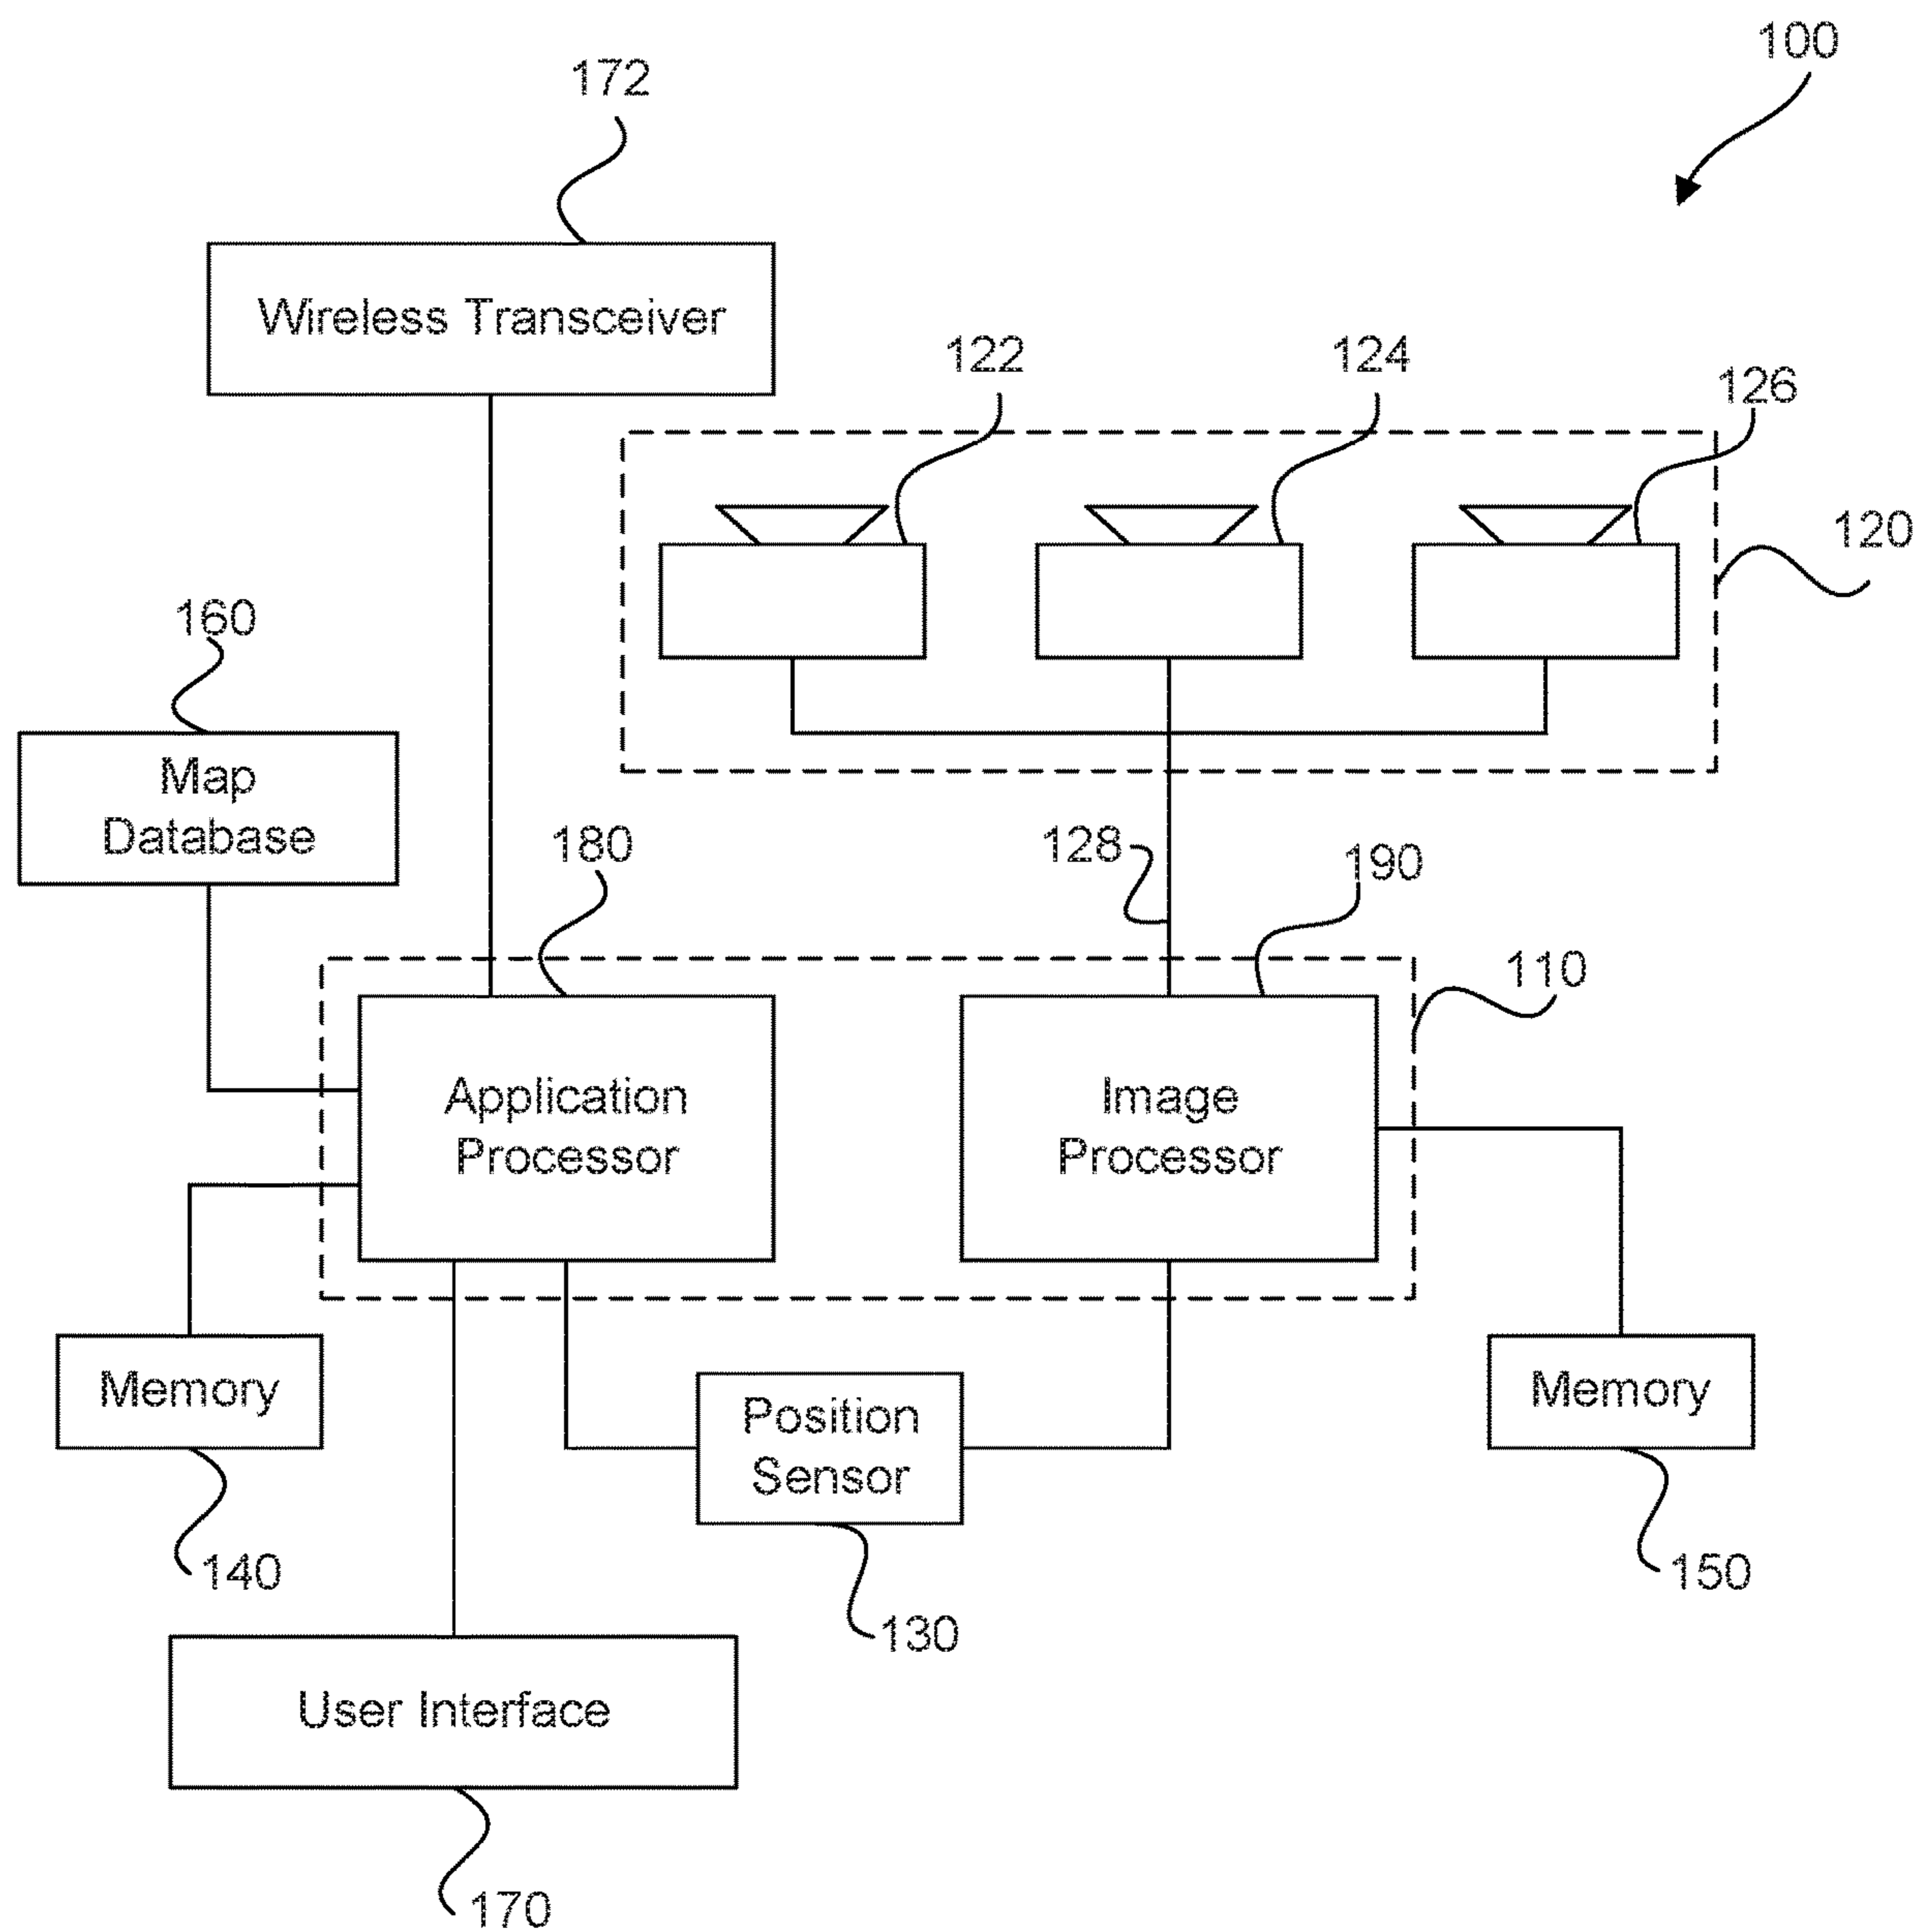 100
172
Wireless Transceiver
122
124
126
120
160
Map
Database
180
128
190
110
Application
Processor
Image
Processor
Memory
Position
Sensor
Memory
140
130
150
User Interface
170